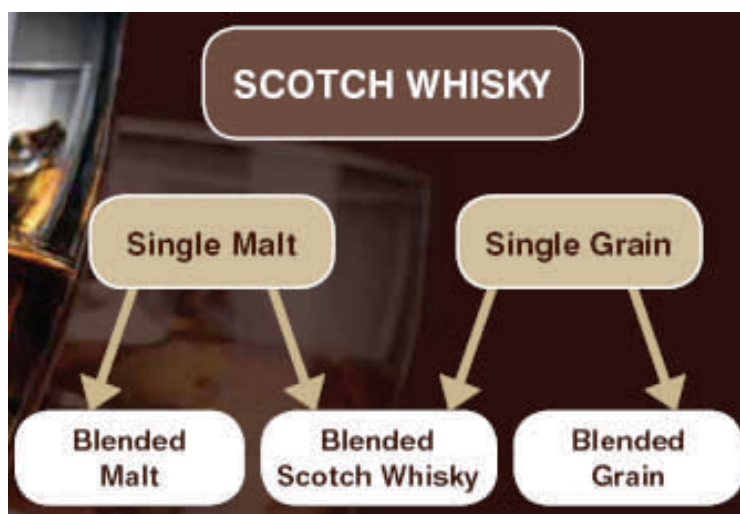 SCOTCH WHISKY
Single Malt
Single Grain
Blended
Malt
Blended
Scotch Whisky
Blended
Grain